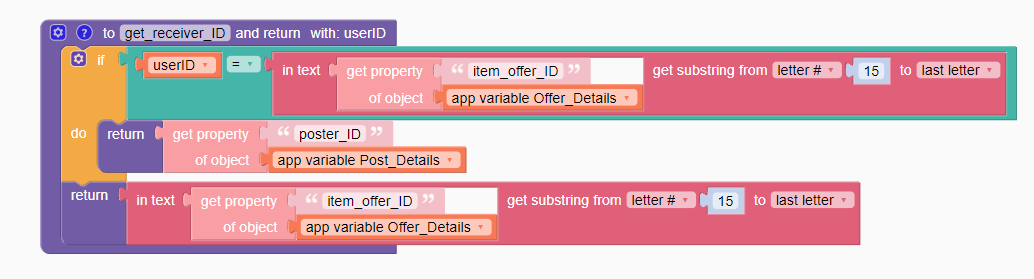 ? to get_receiver_ID and return with: userID
if userID = in text get property “ item_offer_ID ” get substring from letter # 15 to last letter
of object app variable Offer_Details
do return get property “ poster_ID ”
of object app variable Post_Details
return in text get property “ item_offer_ID ” get substring from letter # 15 to last letter
of object app variable Offer_Details